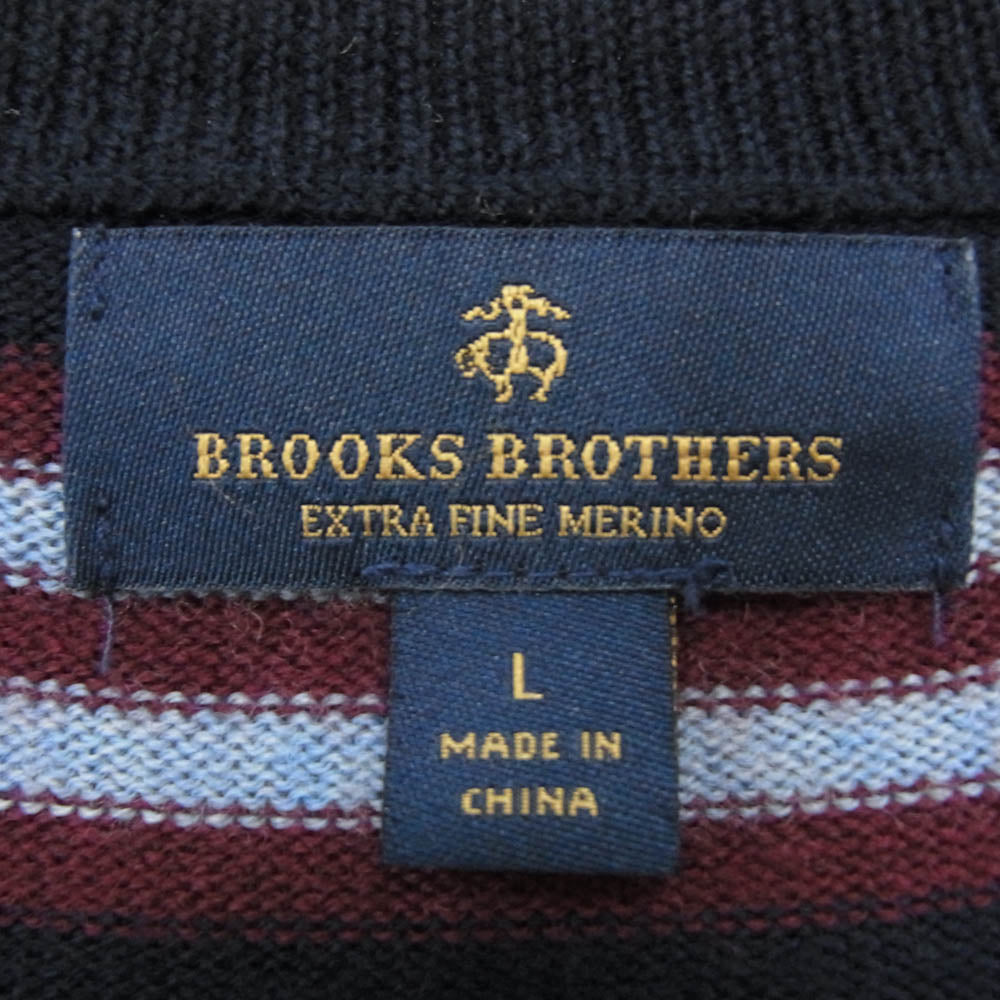 BROOKS BROTHERS
EXTRA FINE MERINO
L
MADE IN
CHINA